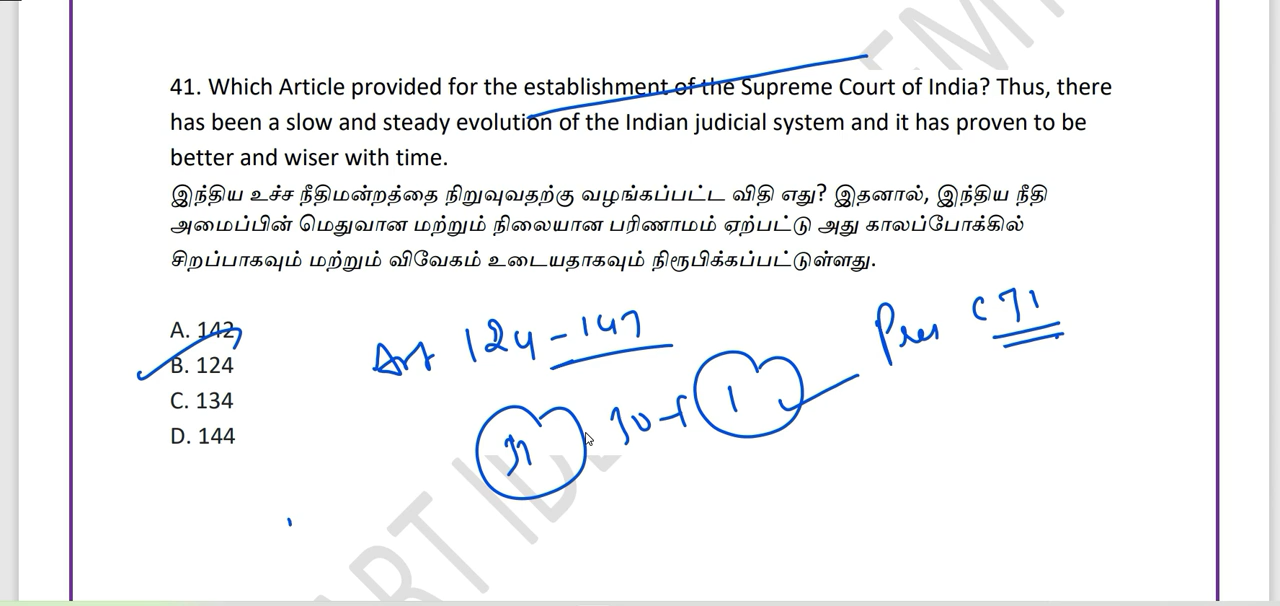 41. Which Article provided for the establishment of the Supreme Court of India? Thus, there
has been a slow and steady evolution of the Indian judicial system and it has proven to be
better and wiser with time.
இந்திய உச்ச நீதிமன்றத்தை நிறுவுவதற்கு வழங்கப்பட்ட விதி எது? இதனால், இந்திய நீதி
அமைப்பின் மெதுவான மற்றும் நிலையான பரிணாமம் ஏற்பட்டு அது காலப்போக்கில்
சிறப்பாகவும் மற்றும் விவேகம் உடையதாகவும் நிரூபிக்கப்பட்டுள்ளது.
A. 142
B. 124
C. 134
D. 144
Art 124 - 147
30 + 1